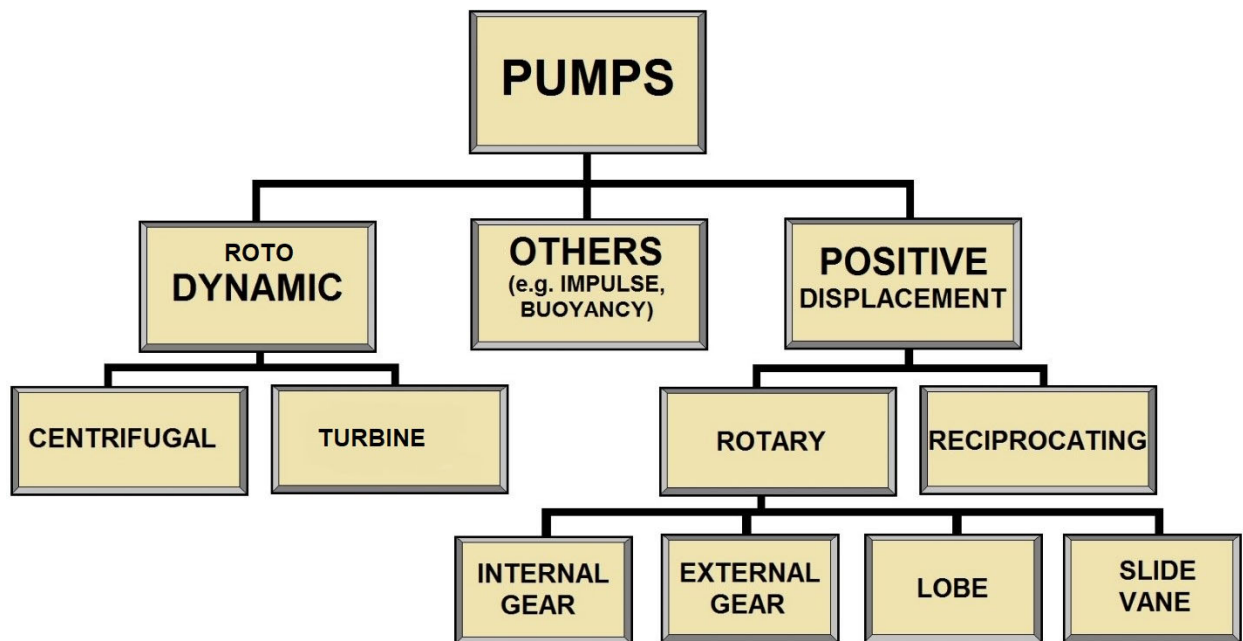 PUMPS
ROTO
DYNAMIC
OTHERS
(e.g. IMPULSE,
BUOYANCY)
POSITIVE
DISPLACEMENT
CENTRIFUGAL
TURBINE
ROTARY
RECIPROCATING
INTERNAL
GEAR
EXTERNAL
GEAR
LOBE
SLIDE
VANE